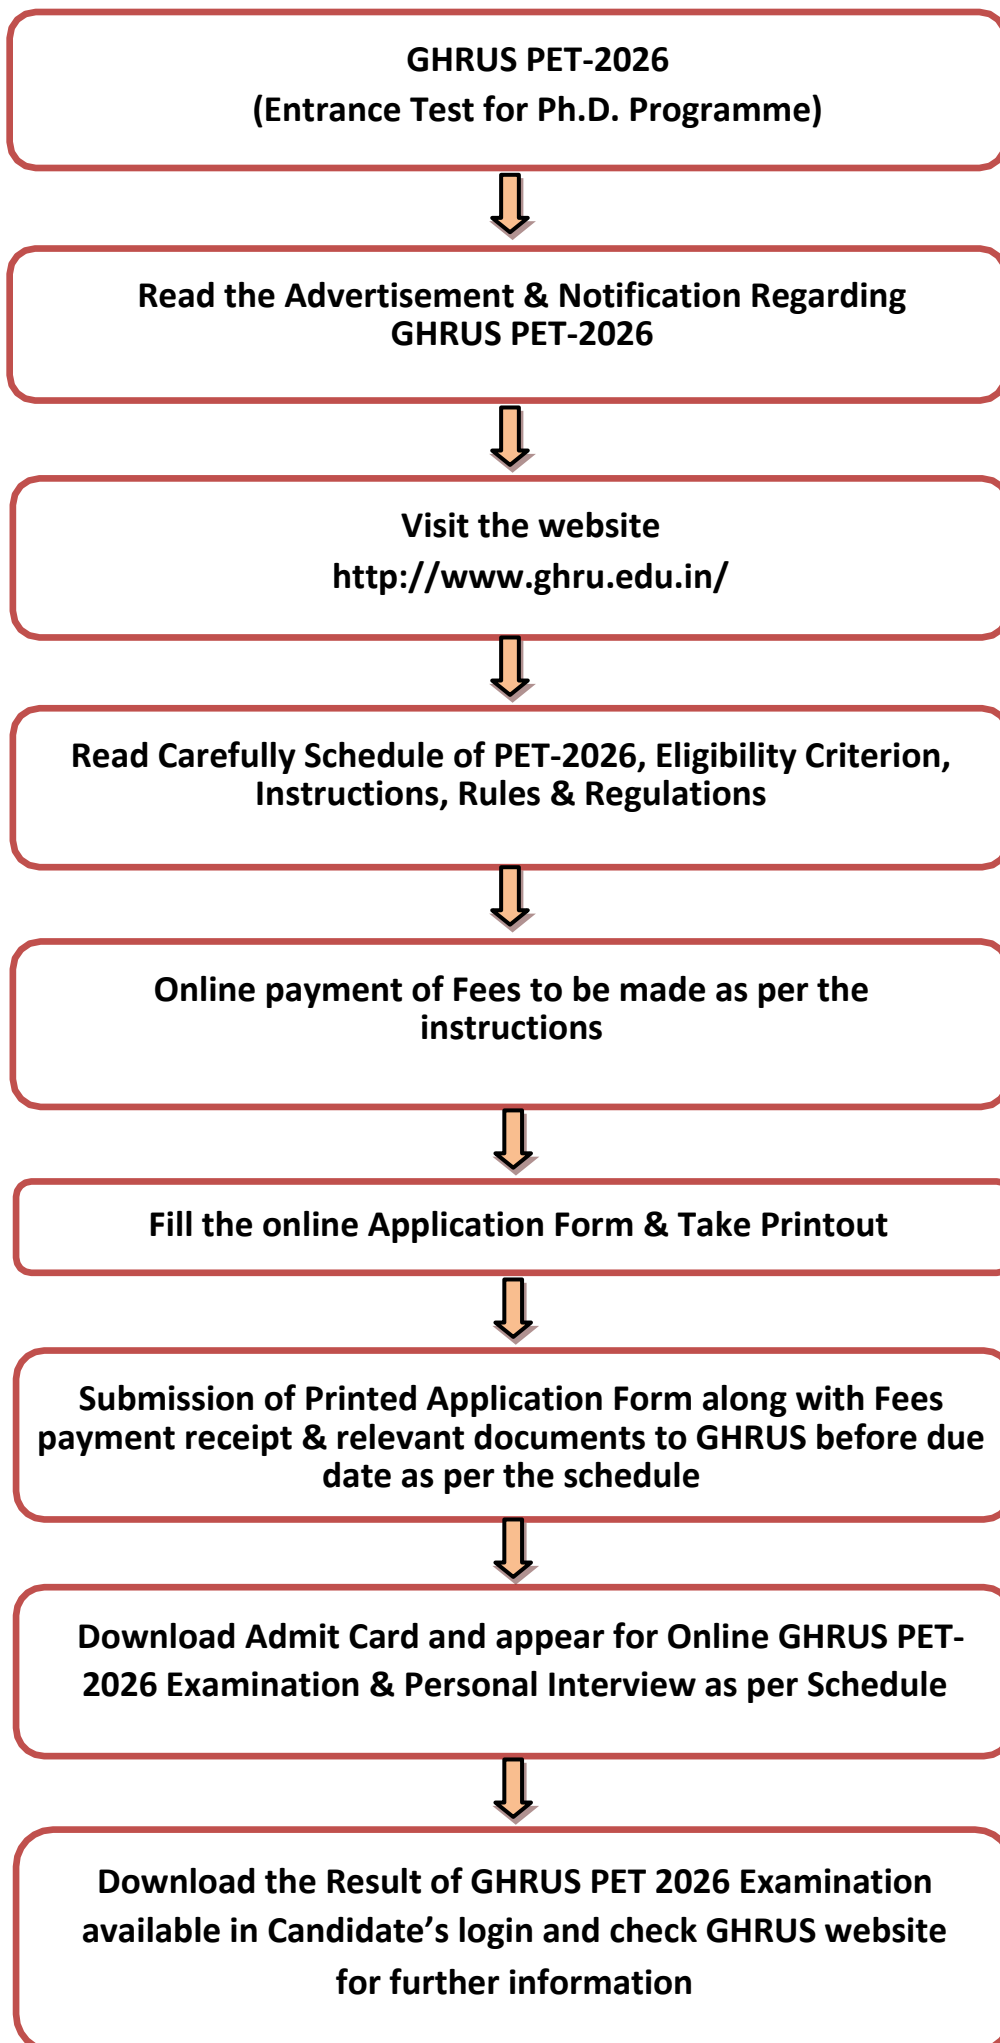 GHRUS PET-2026
(Entrance Test for Ph.D. Programme)
Read the Advertisement & Notification Regarding
GHRUS PET-2026
Visit the website
http://www.ghru.edu.in/
Read Carefully Schedule of PET-2026, Eligibility Criterion,
Instructions, Rules & Regulations
Online payment of Fees to be made as per the
instructions
Fill the online Application Form & Take Printout
Submission of Printed Application Form along with Fees
payment receipt & relevant documents to GHRUS before due
date as per the schedule
Download Admit Card and appear for Online GHRUS PET-
2026 Examination & Personal Interview as per Schedule
Download the Result of GHRUS PET 2026 Examination
available in Candidate’s login and check GHRUS website
for further information